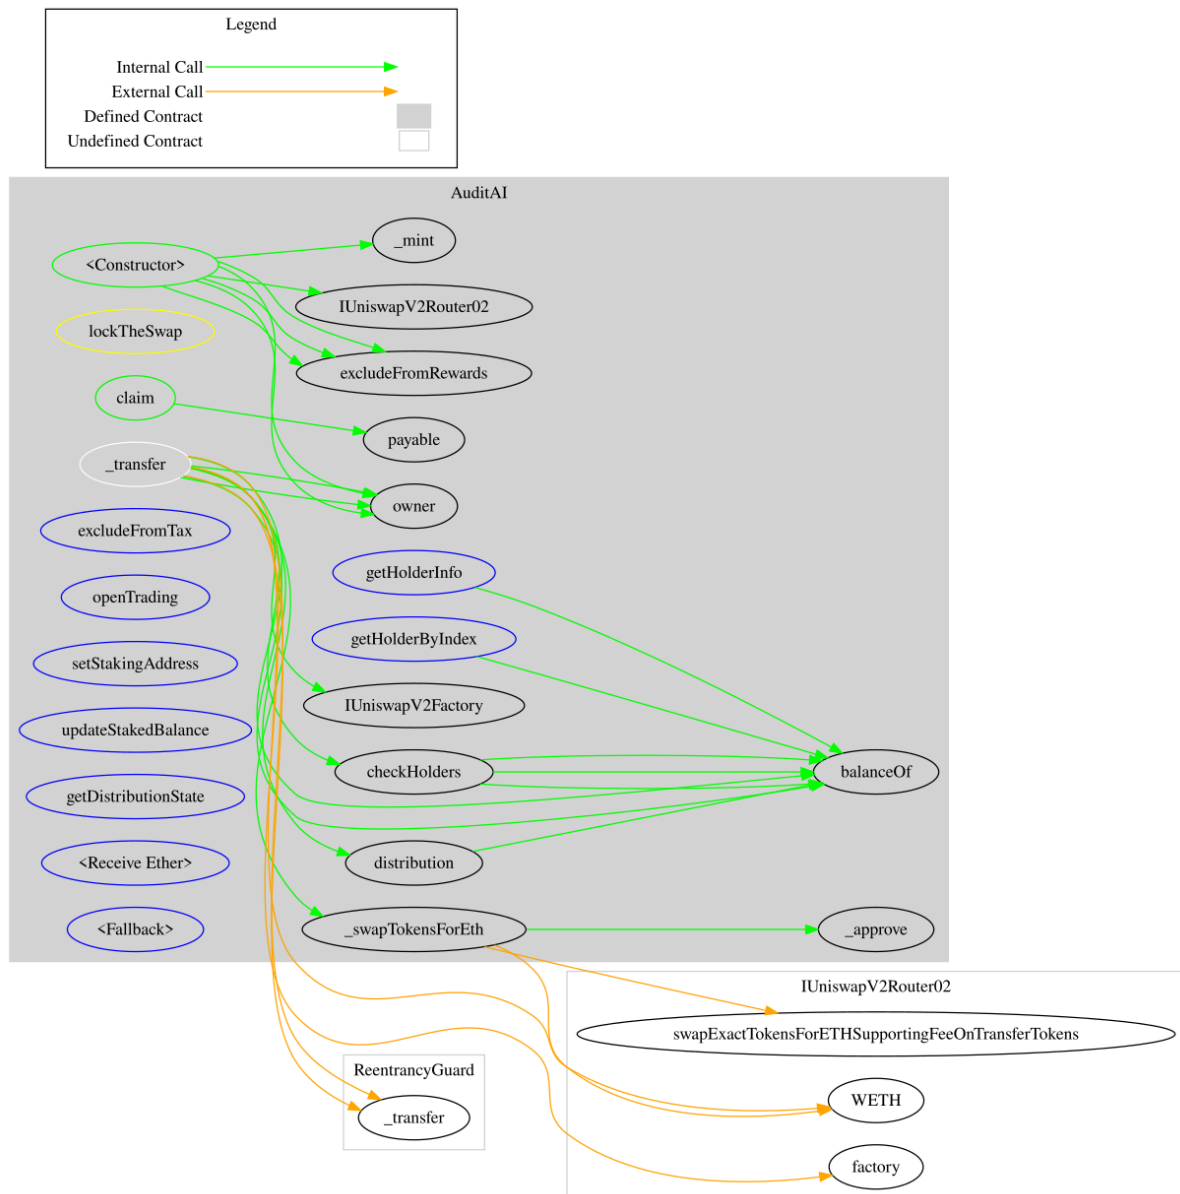 Legend
Internal Call
External Call
Defined Contract
Undefined Contract
AuditAI
<Constructor>
lockTheSwap
claim
_transfer
excludeFromTax
openTrading
setStakingAddress
updateStakedBalance
getDistributionState
<Receive Ether>
<Fallback>
_mint
IUniswapV2Router02
excludeFromRewards
payable
owner
getHolderInfo
getHolderByIndex
IUniswapV2Factory
checkHolders
distribution
_swapTokensForEth
balanceOf
_approve
ReentrancyGuard
_transfer
IUniswapV2Router02
swapExactTokensForETHSupportingFeeOnTransferTokens
WETH
factory